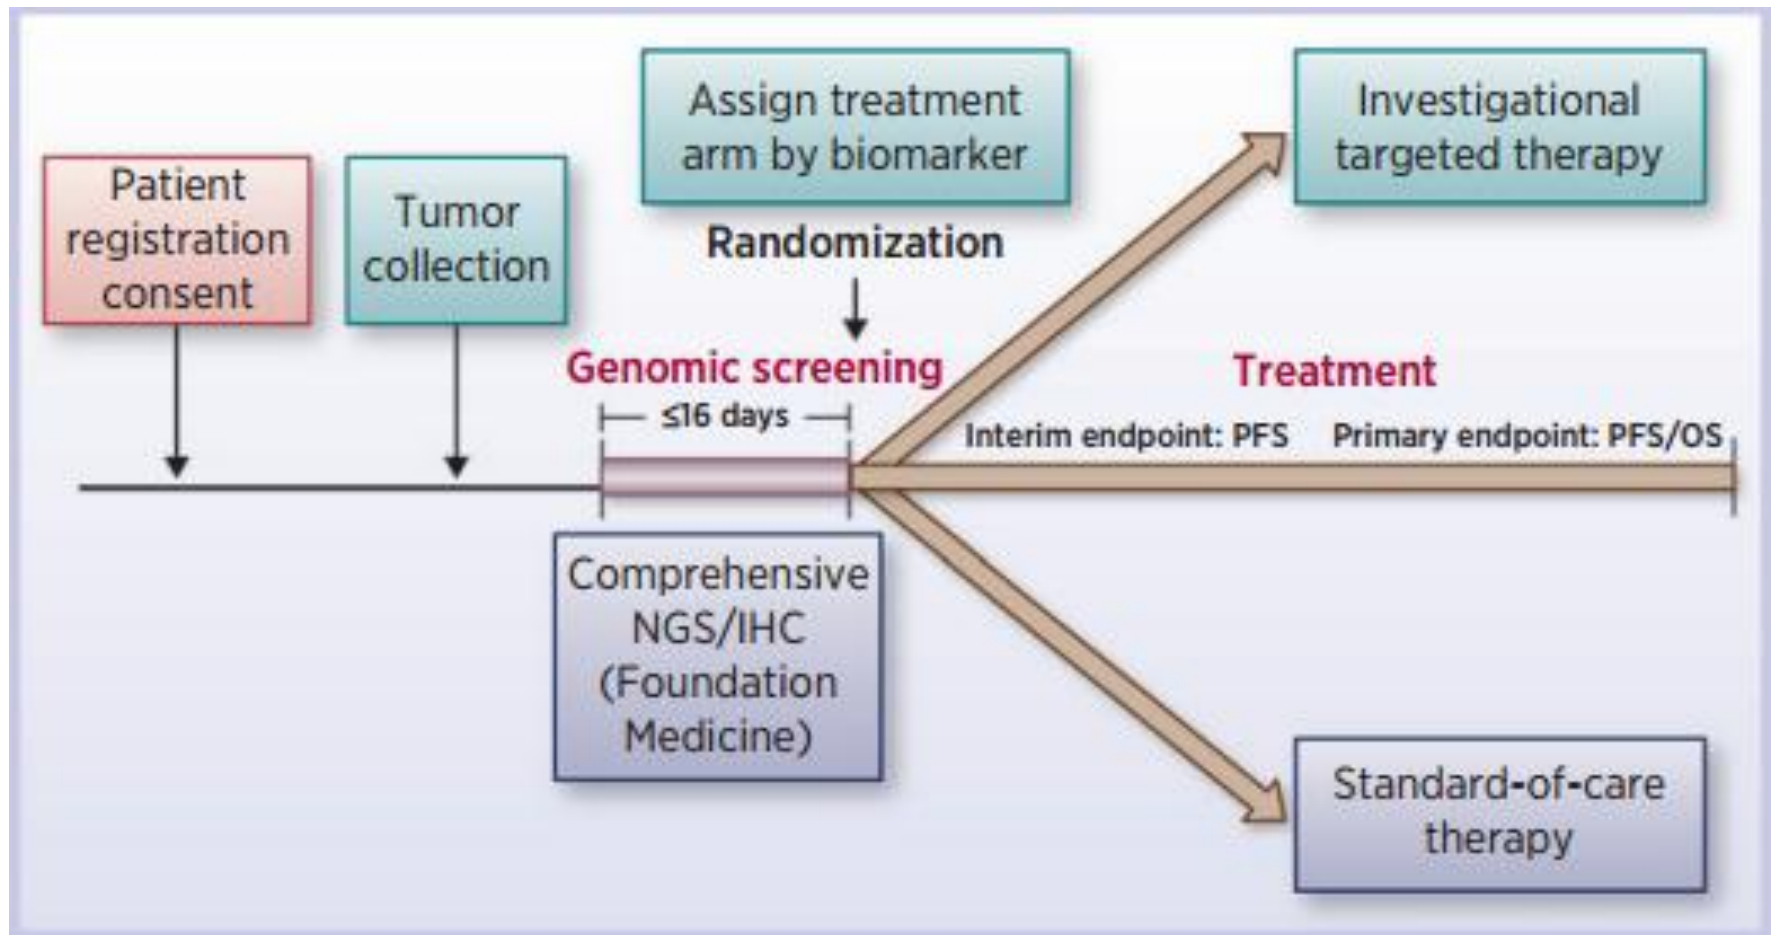 Patient
registration
consent
Tumor
collection
Assign treatment
arm by biomarker
Randomization
Genomic screening
≤16 days
Comprehensive
NGS/IHC
(Foundation
Medicine)
Investigational
targeted therapy
Treatment
Interim endpoint: PFS
Primary endpoint: PFS/OS
Standard-of-care
therapy